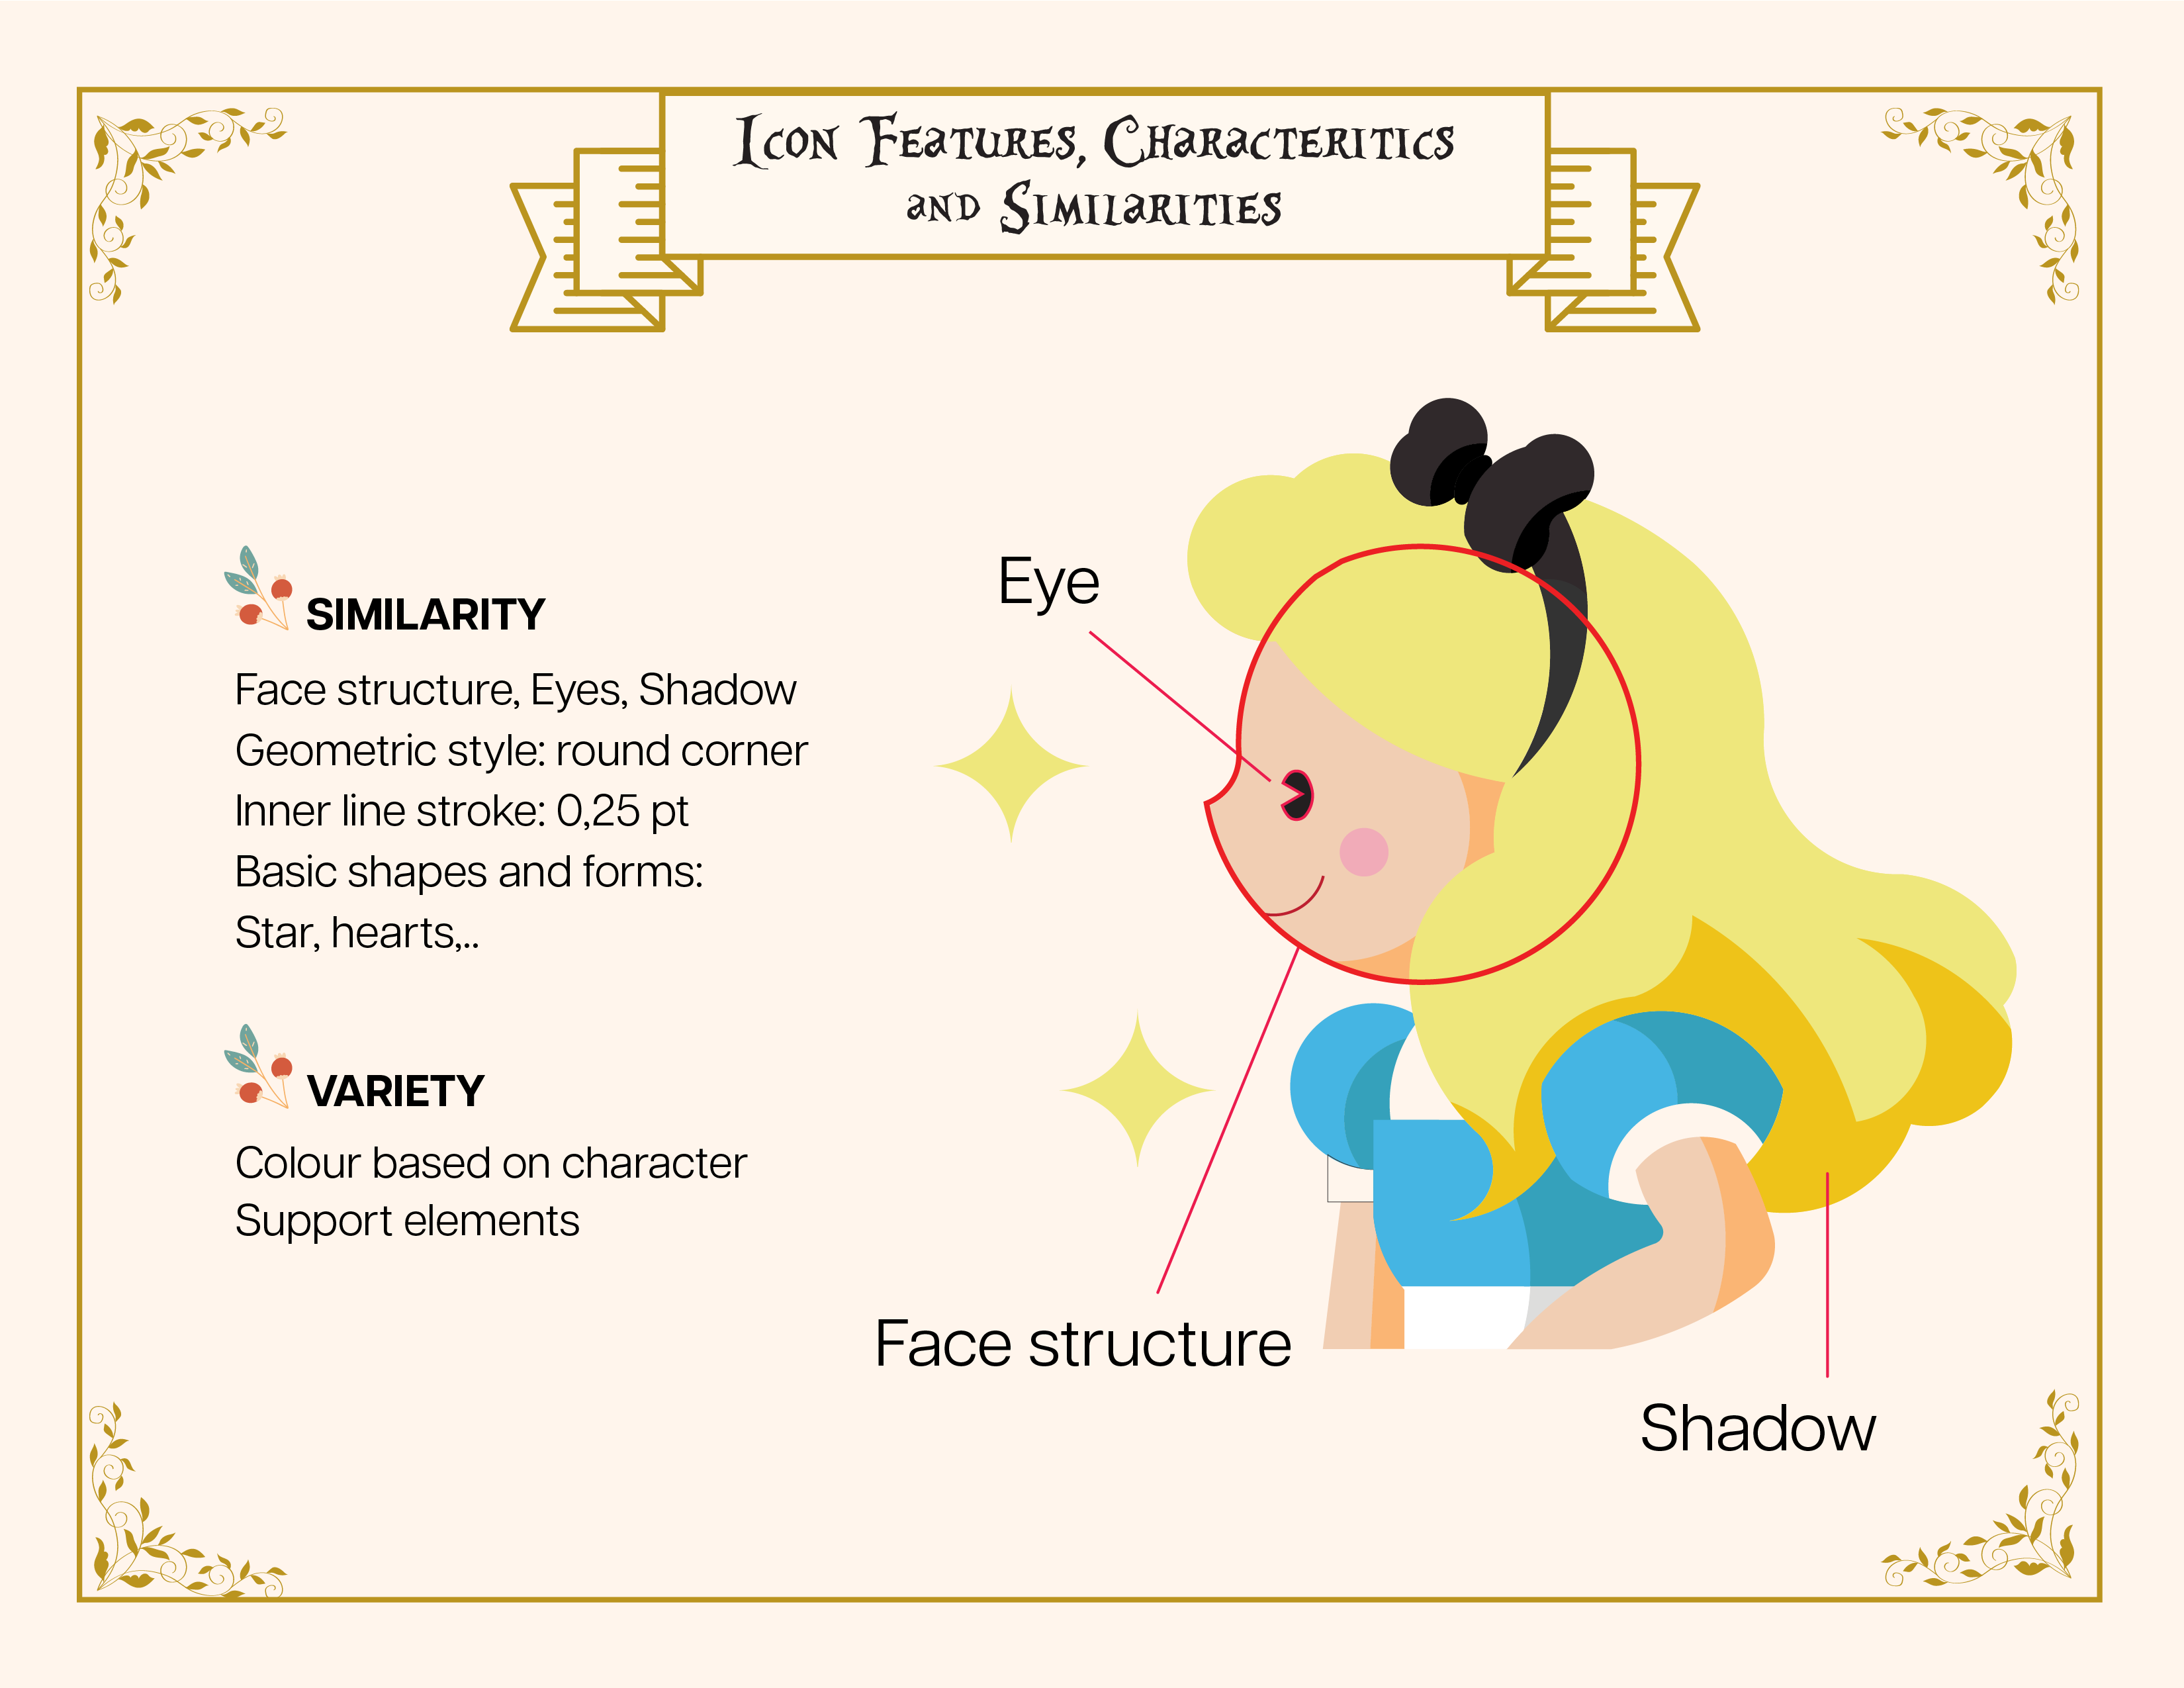 Icon Features, Characteritics
and Similarities
SIMILARITY
Face structure, Eyes, Shadow
Geometric style: round corner
Inner line stroke: 0,25 pt
Basic shapes and forms:
Star, hearts,..
VARIETY
Colour based on character
Support elements
Eye
Face structure
Shadow